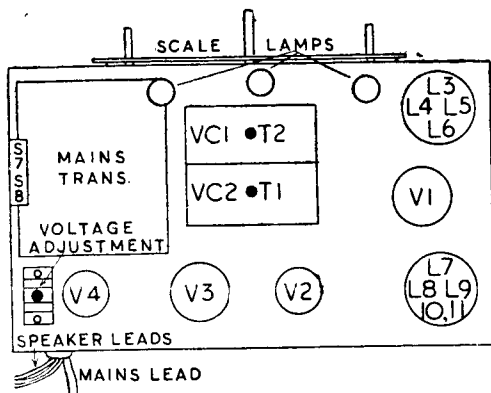 SCALE LAMPS
L3
L4 L5
L6
VC1 T2
S7
S8
MAINS
TRANS.
VC2 T1
V1
VOLTAGE
ADJUSTMENT
L7
L8 L9
10,11
V4
V3
V2
SPEAKER LEADS
MAINS LEAD